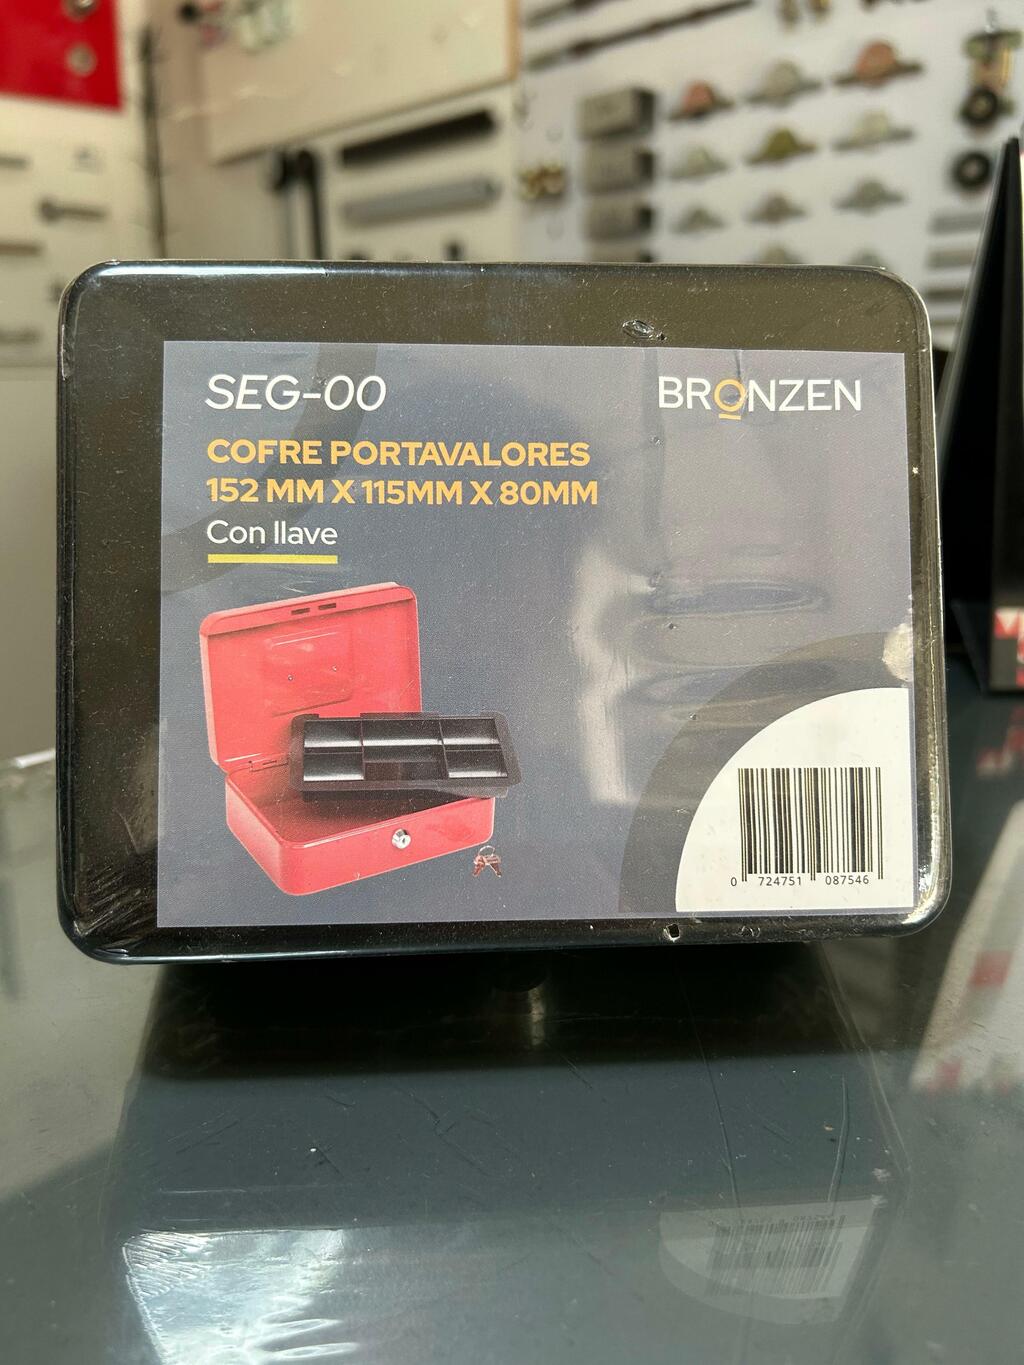 SEG-00
BRONZEN
COFRE PORTAVALORES
152 MM X 115MM X 80MM
Con llave
0 724751 087546